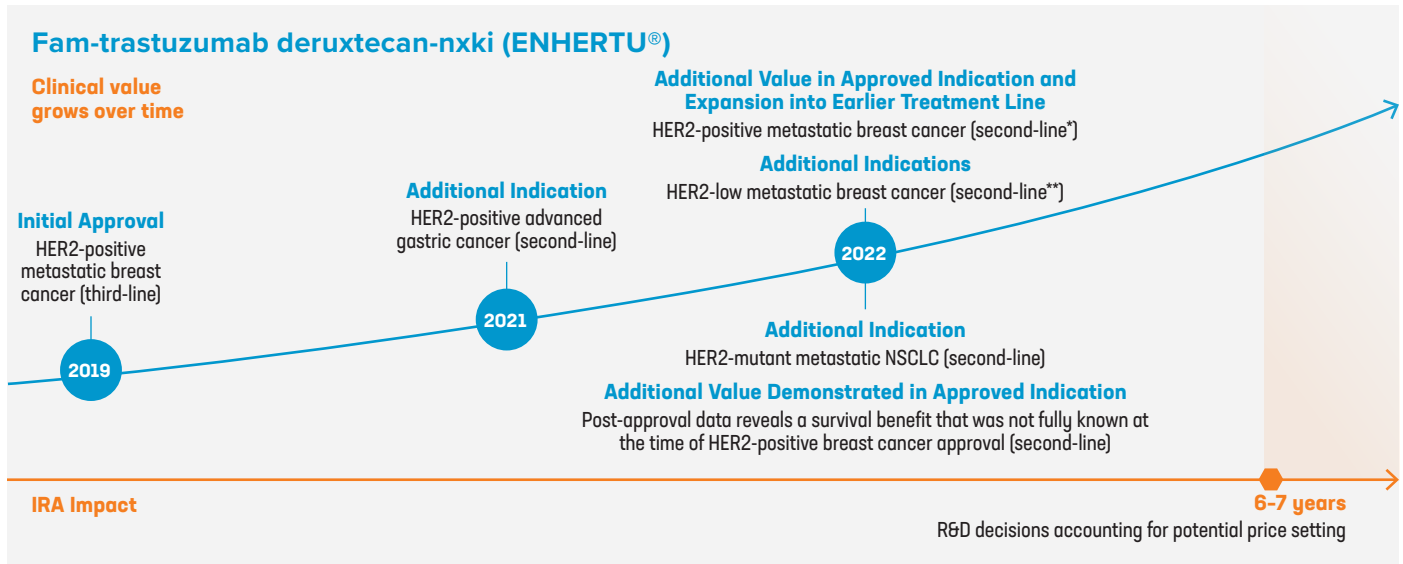 Fam-trastuzumab deruxtecan-nxki (ENHERTU®)
Clinical value
grows over time
Initial Approval
HER2-positive
metastatic breast
cancer (third-line)
2019
Additional Indication
HER2-positive advanced
gastric cancer (second-line)
2021
Additional Value in Approved Indication and
Expansion into Earlier Treatment Line
HER2-positive metastatic breast cancer (second-line*)
Additional Indications
HER2-low metastatic breast cancer (second-line**)
2022
Additional Indication
HER2-mutant metastatic NSCLC (second-line)
Additional Value Demonstrated in Approved Indication
Post-approval data reveals a survival benefit that was not fully known at
the time of HER2-positive breast cancer approval (second-line)
IRA Impact
6-7 years
R&D decisions accounting for potential price setting